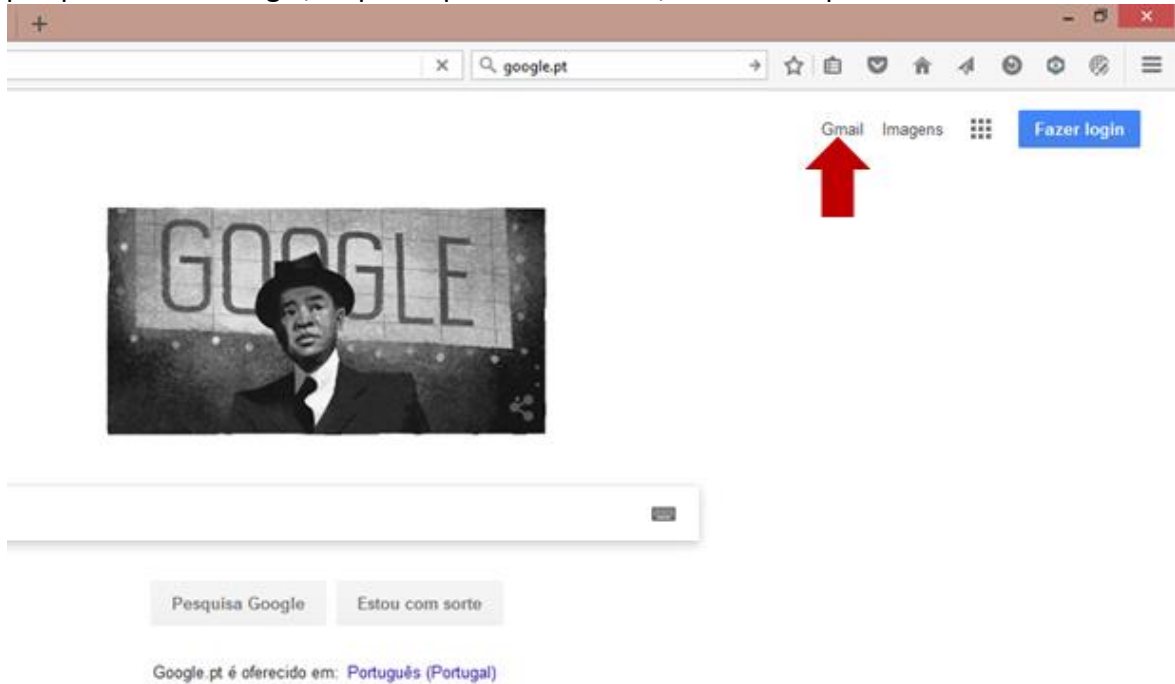 google.pt
Gmail Imagens Fazer login
GOOGLE
Pesquisa Google Estou com sorte
Google.pt é oferecido em: Português (Portugal)